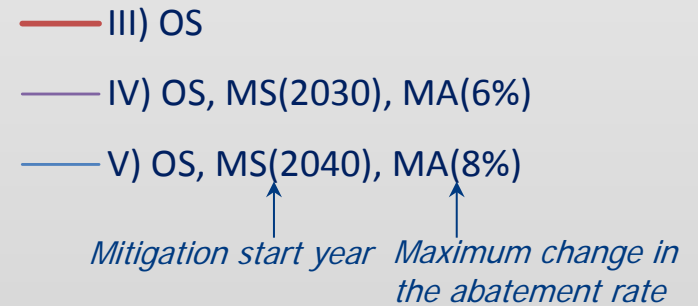 III) OS
IV) OS, MS(2030), MA(6%)
V) OS, MS(2040), MA(8%)
Mitigation start year
Maximum change in
the abatement rate